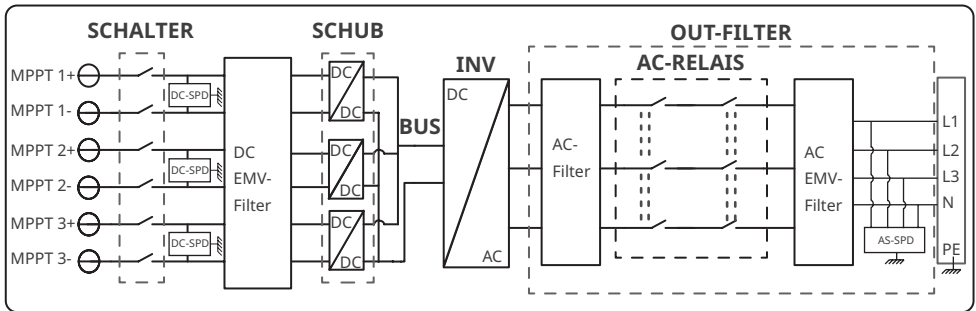 SCHALTER
SCHUB
OUT-FILTER
AC-RELAIS
INV
BUS
MPPT 1+
MPPT 1-
MPPT 2+
MPPT 2-
MPPT 3+
MPPT 3-
DC-SPD
DC-SPD
DC-SPD
DC
EMV-
Filter
DC
DC
DC
DC
DC
DC
DC
AC
AC-
Filter
AC
EMV-
Filter
L1
L2
L3
N
PE
AS-SPD